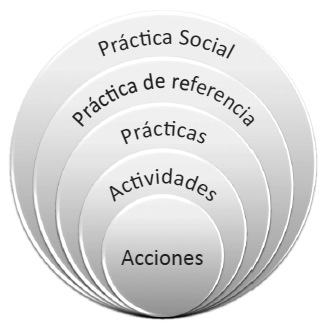 Práctica Social
Práctica de referencia
Prácticas
Actividades
Acciones